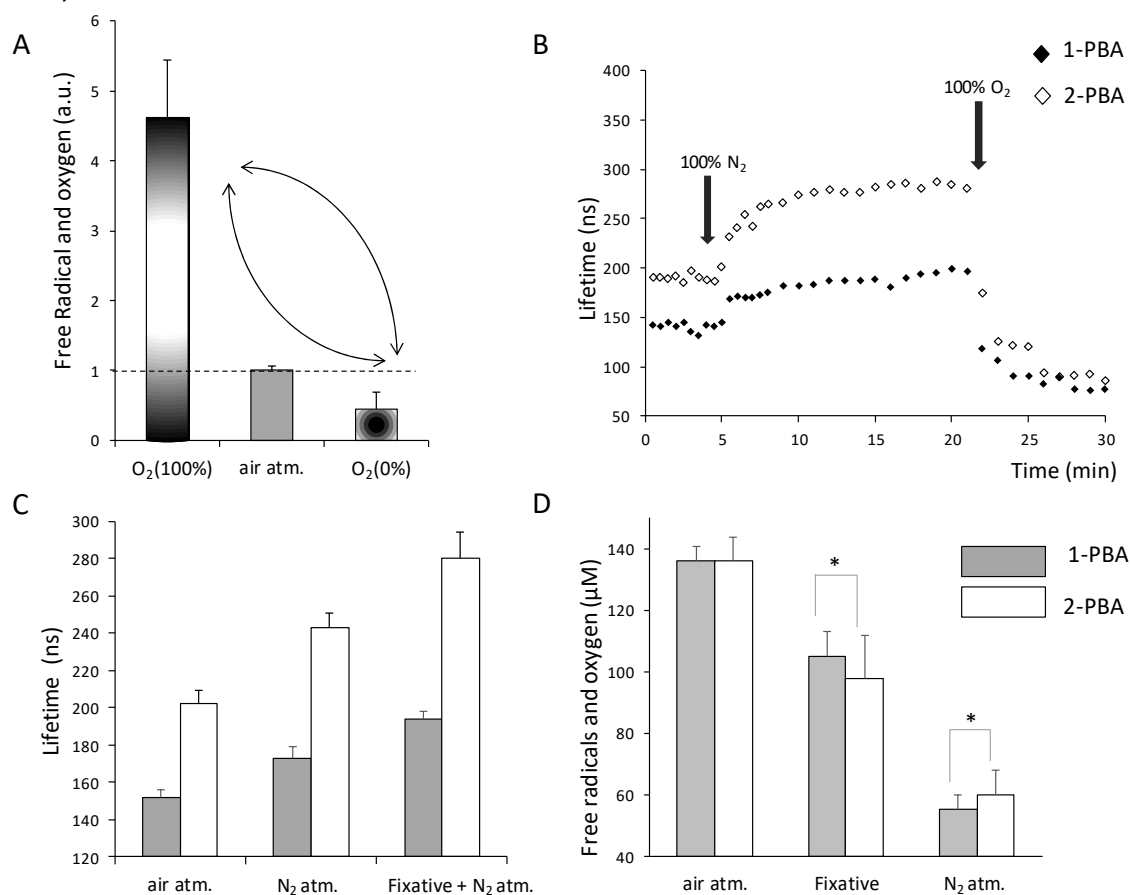 A
Free Radical and oxygen (a.u.)
6
5
4
3
2
1
0
O₂(100%)
air atm.
O₂(0%)
B
1-PBA
2-PBA
Lifetime (ns)
400
350
300
250
200
150
100
50
100% N₂
100% O₂
0
5
10
15
20
25
30
Time (min)
C
Lifetime (ns)
300
280
260
240
220
200
180
160
140
120
air atm.
N₂ atm.
Fixative + N₂ atm.
D
Free radicals and oxygen (µM)
140
120
100
80
60
40
*
*
1-PBA
2-PBA
air atm.
Fixative
N₂ atm.